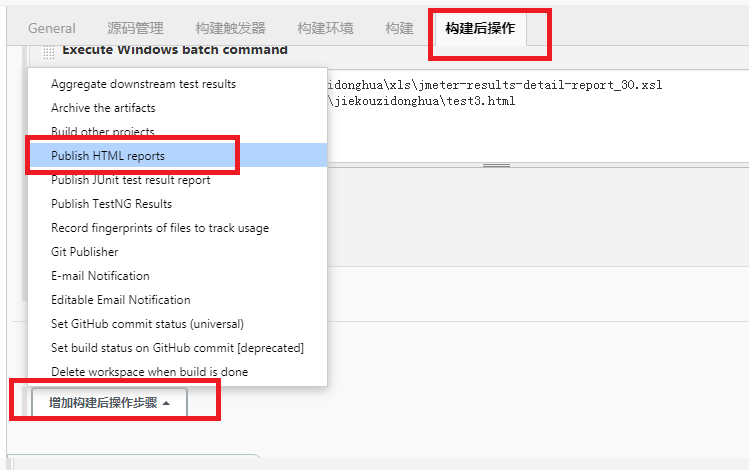 General 源码管理 构建触发器 构建环境 构建 构建后操作
Execute Windows batch command
idonghua\xls\jmeter-results-detail-report_30.xsl
\jiekouzidonghua\test3.html
Aggregate downstream test results
Archive the artifacts
Build other projects
Publish HTML reports
Publish JUnit test result report
Publish TestNG Results
Record fingerprints of files to track usage
Git Publisher
E-mail Notification
Editable Email Notification
Set GitHub commit status (universal)
Set build status on GitHub commit [deprecated]
Delete workspace when build is done
增加构建后操作步骤